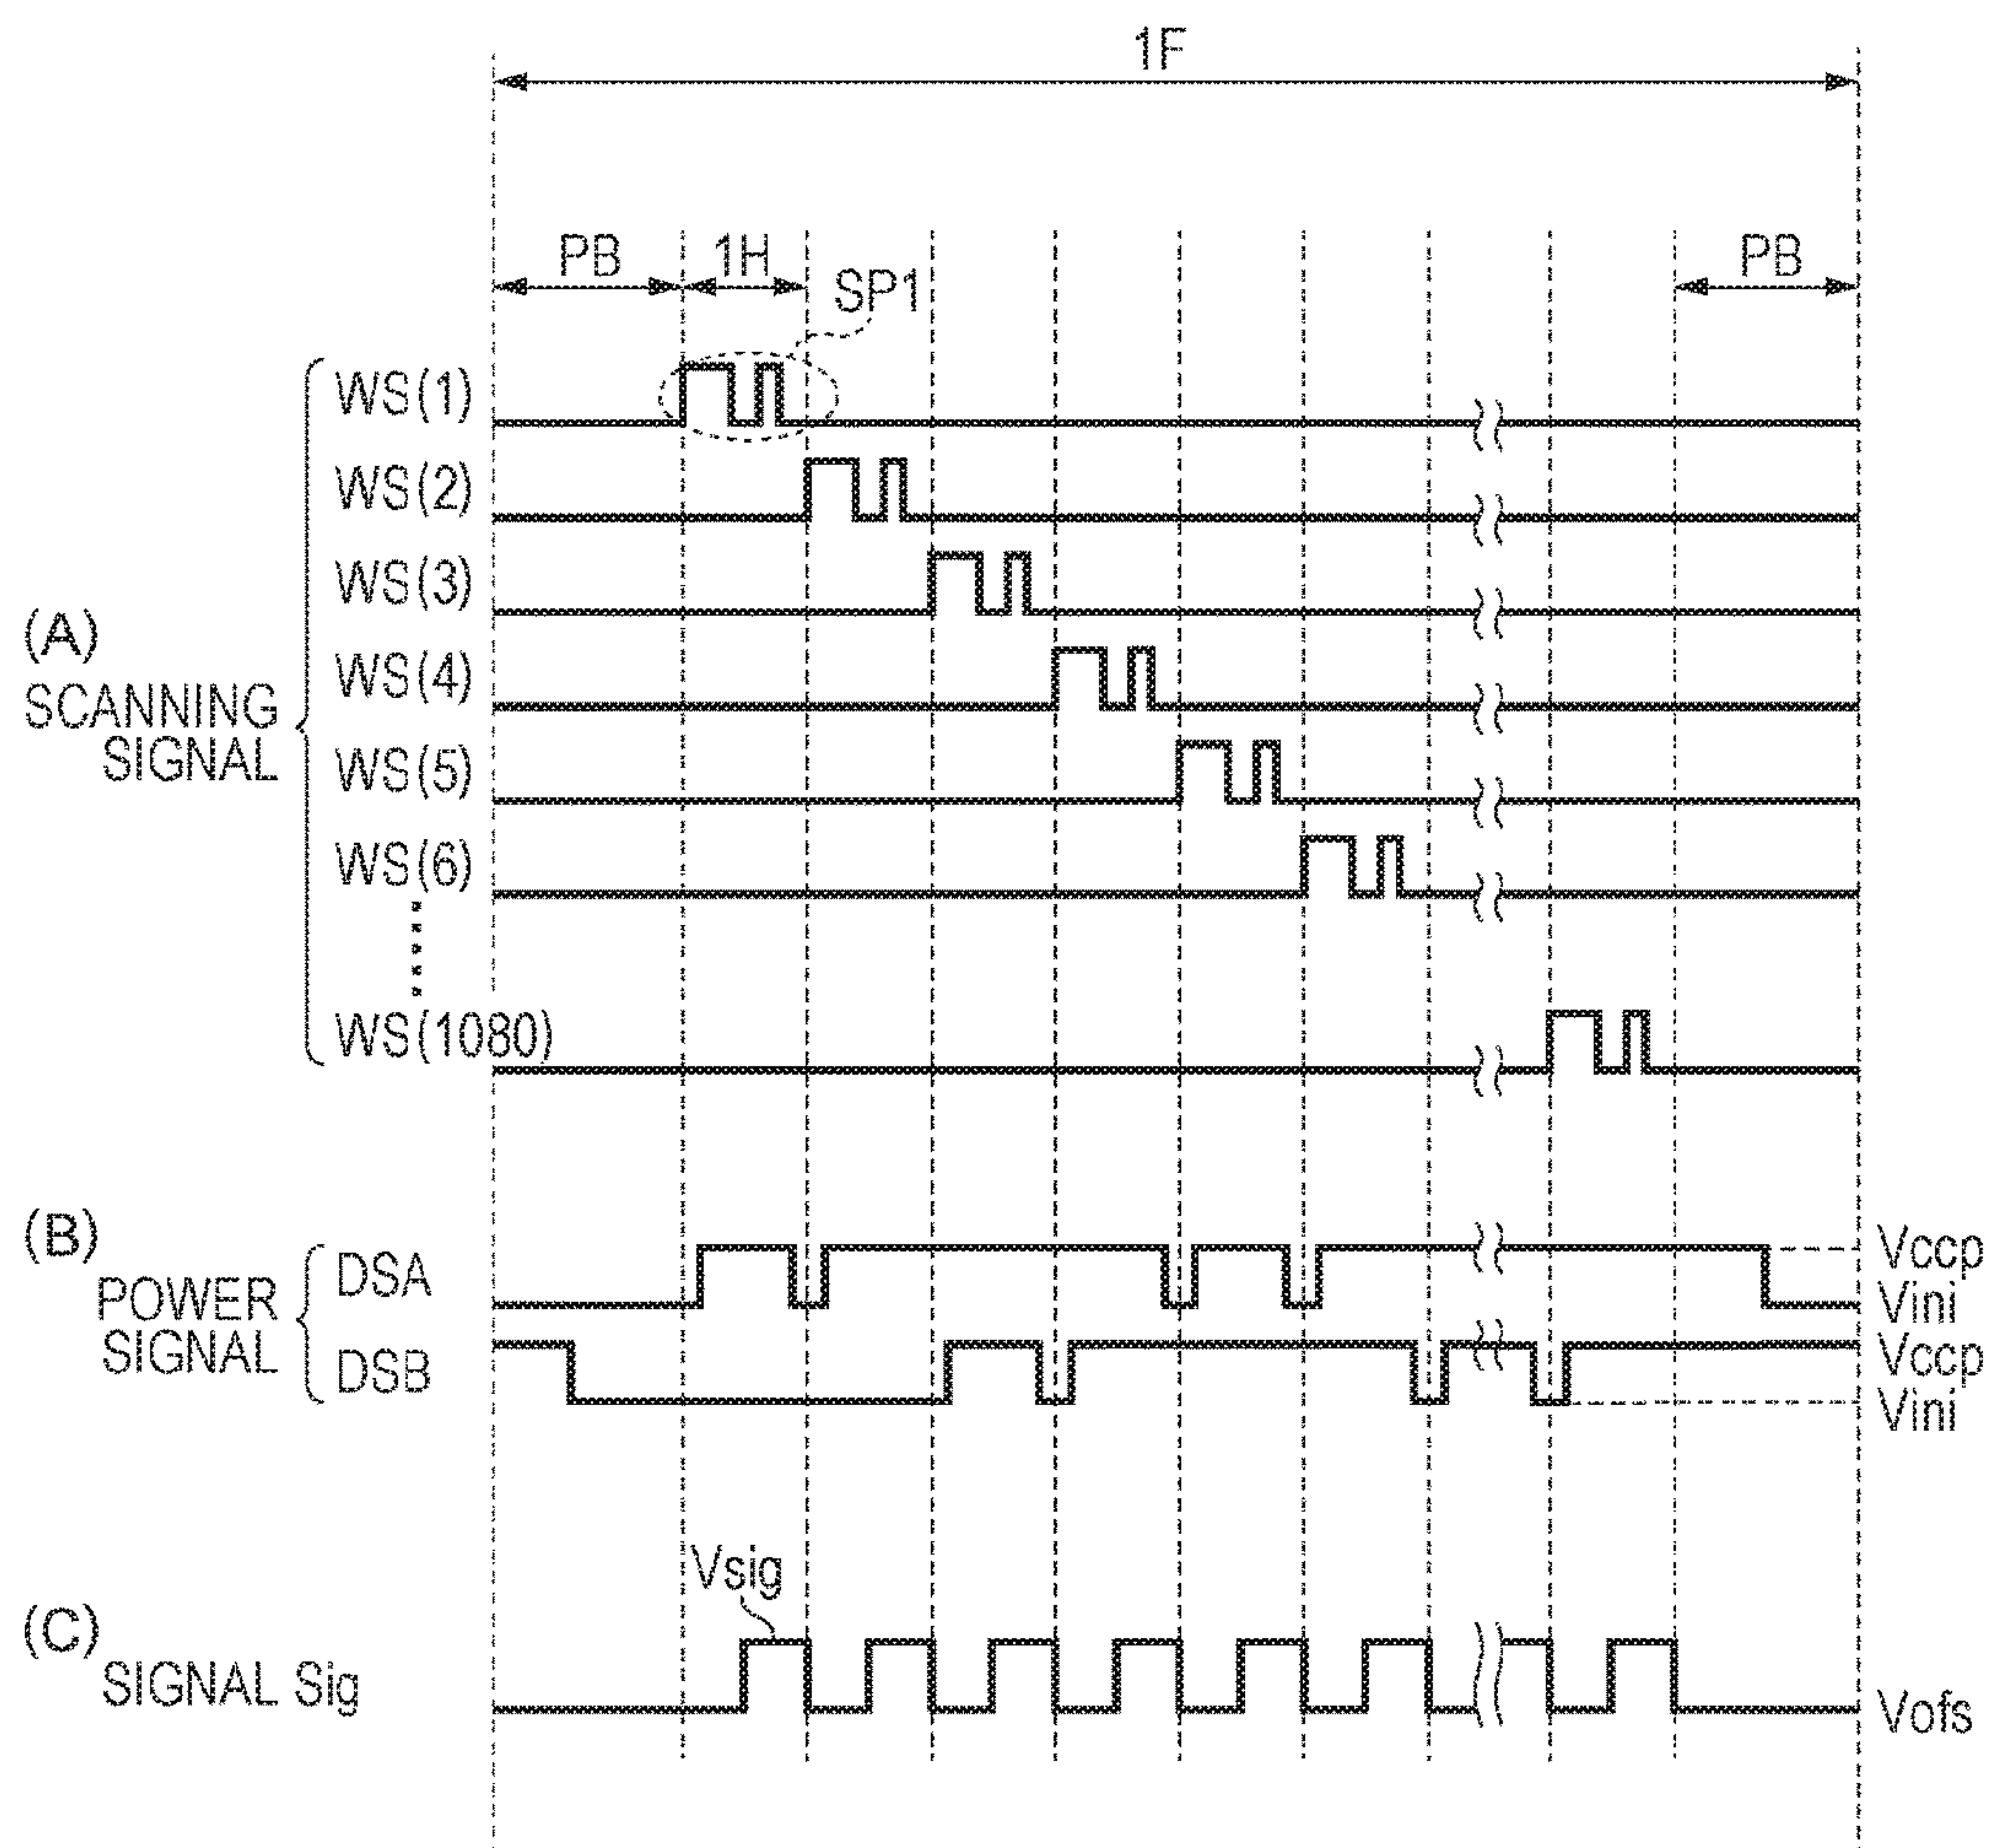 1F
PB
1H
PB
SP1
WS(1)
WS(2)
WS(3)
(A)
SCANNING
SIGNAL
WS(4)
WS(5)
WS(6)
WS(1080)
(B)
POWER
SIGNAL
DSA
Vccp
Vini
DSB
Vccp
Vini
Vsig
(C)
SIGNAL Sig
Vofs